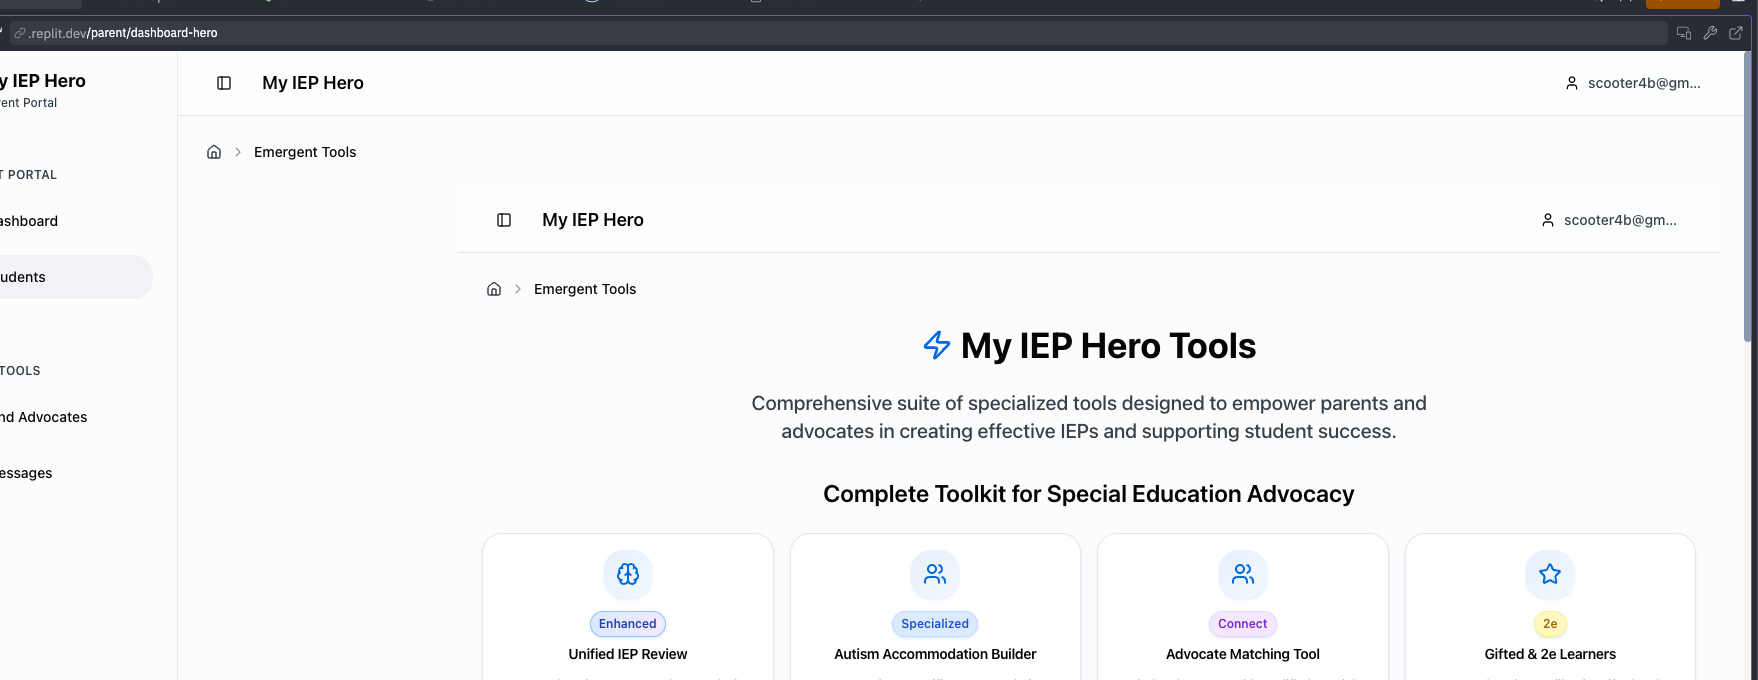 .replit.dev/parent/dashboard-hero
y IEP Hero
ent Portal
T PORTAL
ashboard
udents
TOOLS
nd Advocates
essages
My IEP Hero
scooter4b@gm...
Emergent Tools
My IEP Hero
scooter4b@gm...
Emergent Tools
My IEP Hero Tools
Comprehensive suite of specialized tools designed to empower parents and
advocates in creating effective IEPs and supporting student success.
Complete Toolkit for Special Education Advocacy
Enhanced
Unified IEP Review
Specialized
Autism Accommodation Builder
Connect
Advocate Matching Tool
2e
Gifted & 2e Learners